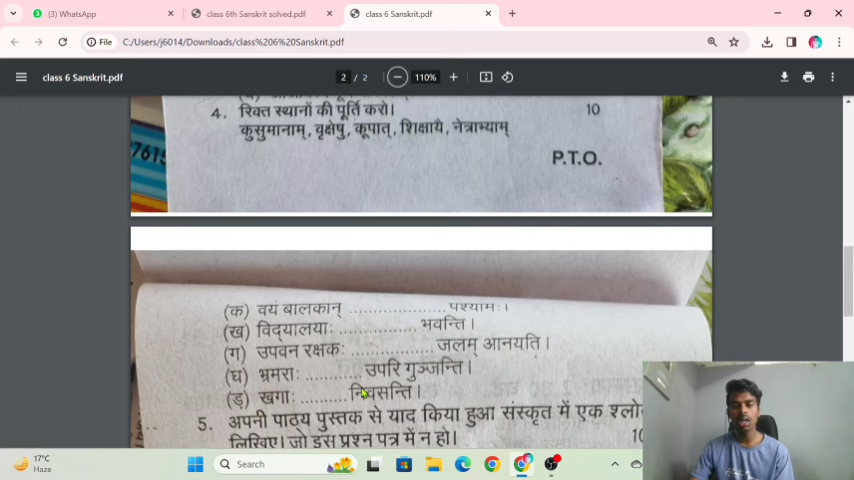 (3) WhatsApp
class 6th Sanskrit solved.pdf
class 6 Sanskrit.pdf
File
C:/Users/j6014/Downloads/class%206%20Sanskrit.pdf
class 6 Sanskrit.pdf
2 / 2
110%
4. रिक्त स्थानों की पूर्ति करो। 10
कुसुमानाम्, वृक्षेषु, कूपात्, शिक्षायै, नेत्राभ्याम्
P.T.O.
(क) वयं बालकान् .................... पश्यामः।
(ख) विद्यालयाः ................ भवन्ति।
(ग) उपवन रक्षकः ................. जलम् आनयति।
(घ) भ्रमराः ............ उपरि गुञ्जन्ति।
(ड़) खगाः .......... निवसन्ति।
5. अपनी पाठ्य पुस्तक से याद किया हुआ संस्कृत में एक
लिखिए। जो इस प्रश्न पत्र में न हो।
17°C
Haze
Search